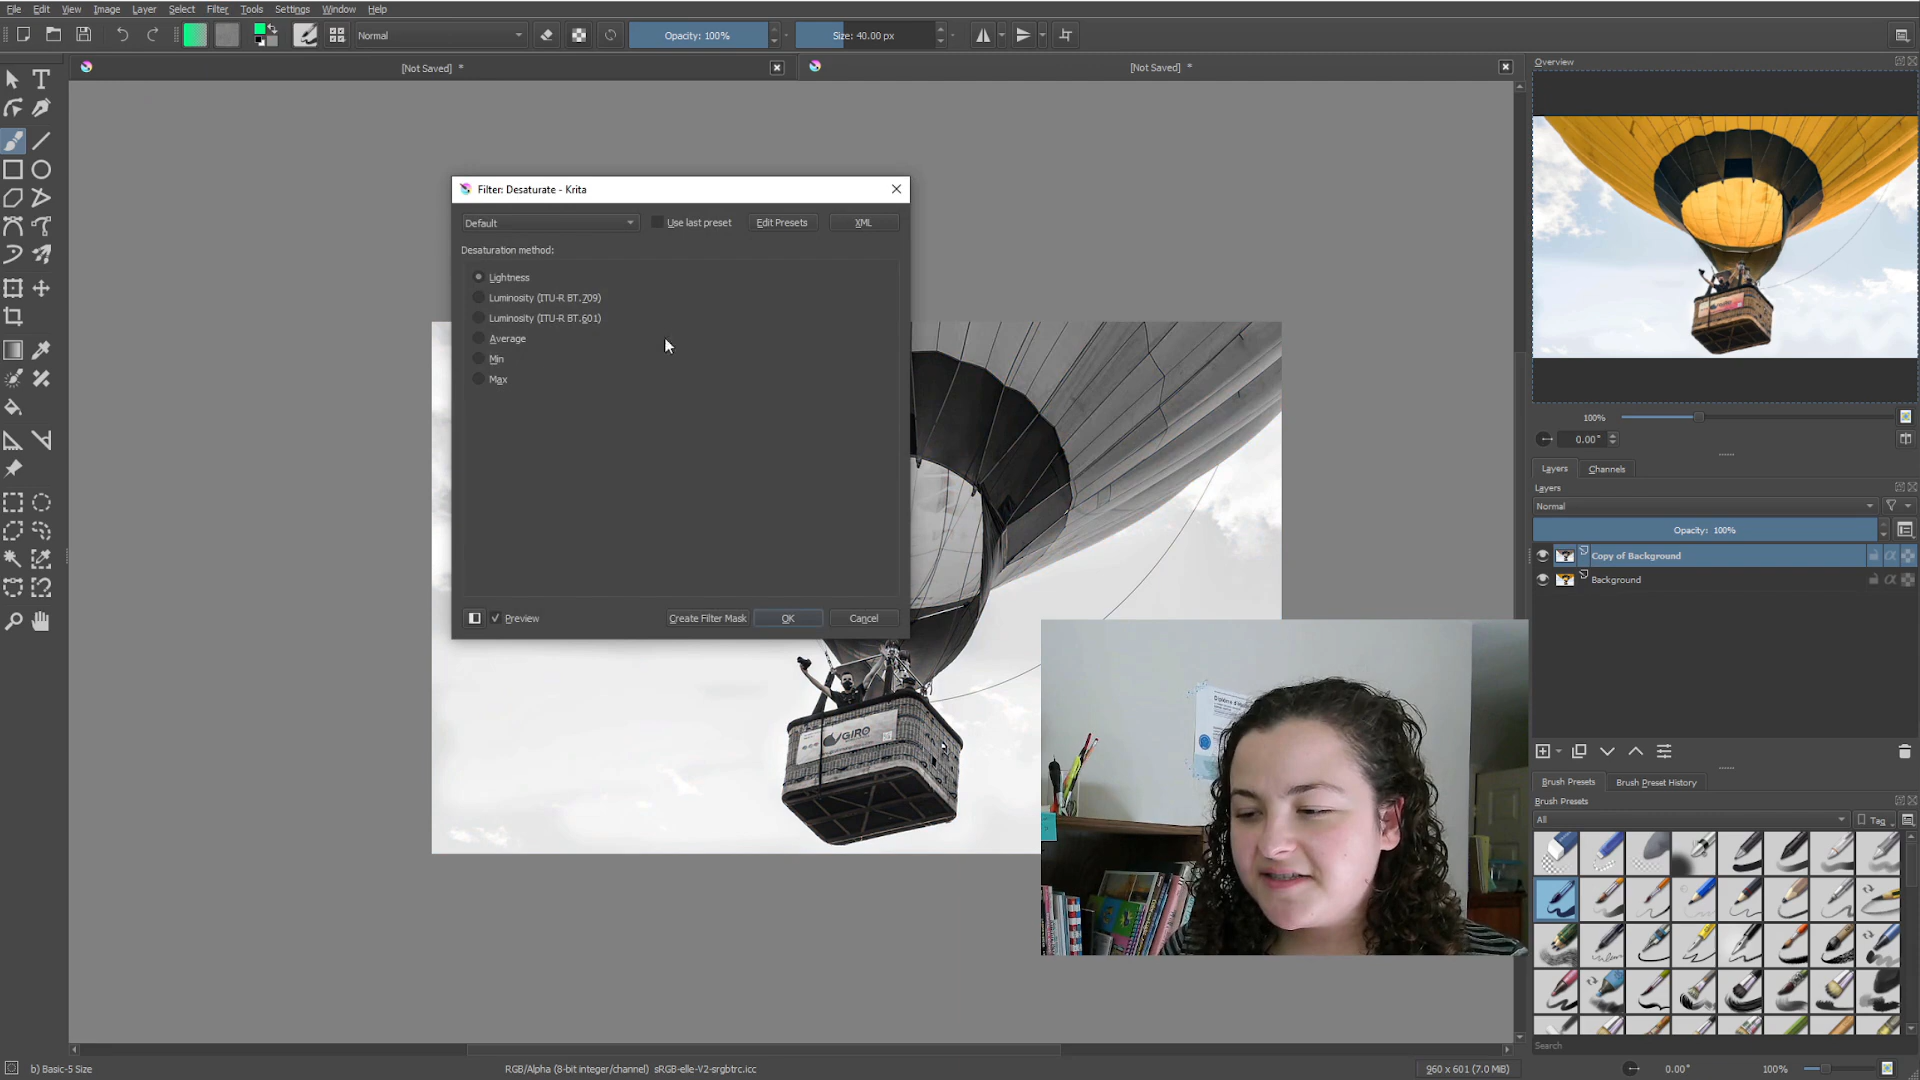 File Edit View Image Layer Select Filter Tools Settings Window Help
Normal
Opacity: 100%
Size: 40.00 px
[Not Saved] *
[Not Saved] *
Overview
Filter: Desaturate - Krita
Default
Use last preset
Edit Presets
XML
Desaturation method:
Lightness
Luminosity (ITU-R BT.709)
Luminosity (ITU-R BT.601)
Average
Min
Max
Preview
Create Filter Mask
OK
Cancel
GIRO
100%
0.00°
Layers
Channels
Layers
Normal
Opacity: 100%
Copy of Background
Background
Brush Presets
Brush Preset History
Brush Presets
All
Tag
Search
b) Basic-5 Size
RGB/Alpha (8-bit integer/channel) sRGB-elle-V2-srgbtrc.icc
960 x 601 (7.0 MiB)
0.00°
100%